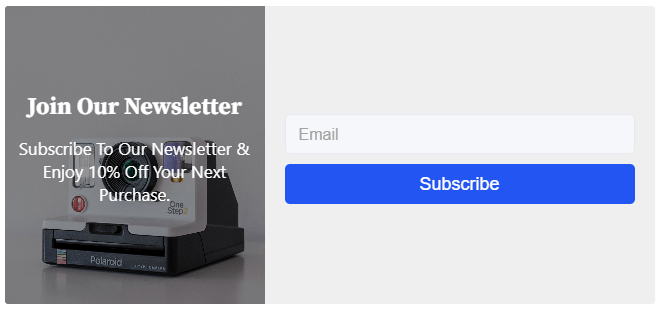 Join Our Newsletter
Subscribe To Our Newsletter &
Enjoy 10% Off Your Next
Purchase.
One
Step
Polaroid
Email
Subscribe